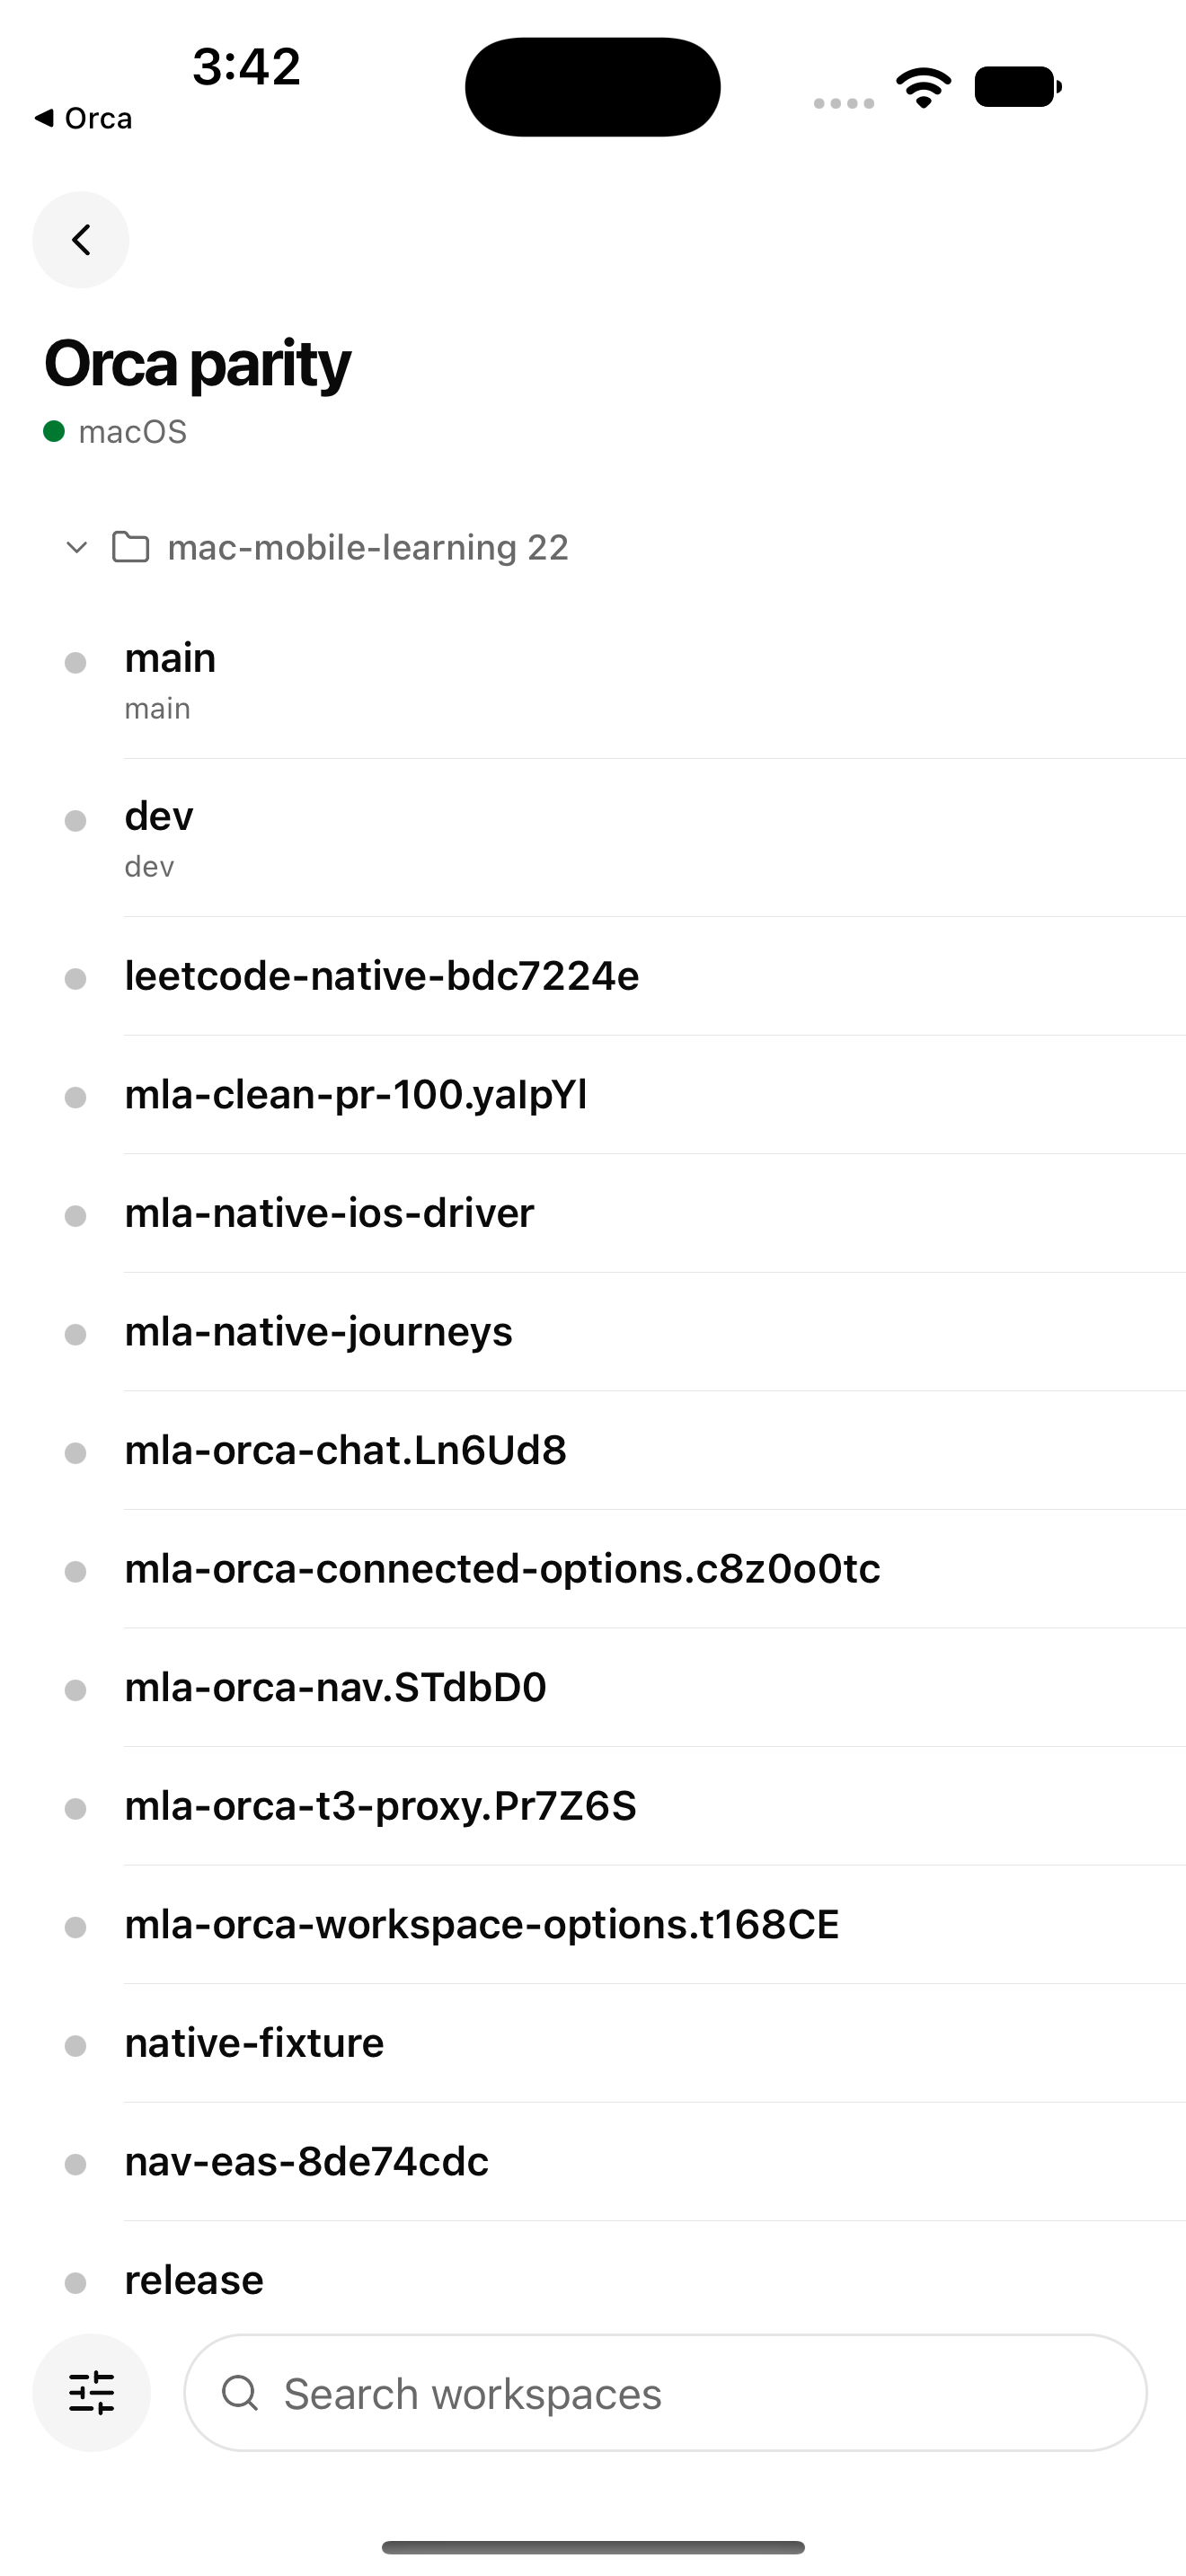 3:42
Orca
Orca parity
macOS
mac-mobile-learning 22
main
main
dev
dev
leetcode-native-bdc7224e
mla-clean-pr-100.yalpYl
mla-native-ios-driver
mla-native-journeys
mla-orca-chat.Ln6Ud8
mla-orca-connected-options.c8z0o0tc
mla-orca-nav.STdbD0
mla-orca-t3-proxy.Pr7Z6S
mla-orca-workspace-options.t168CE
native-fixture
nav-eas-8de74cdc
release
Search workspaces